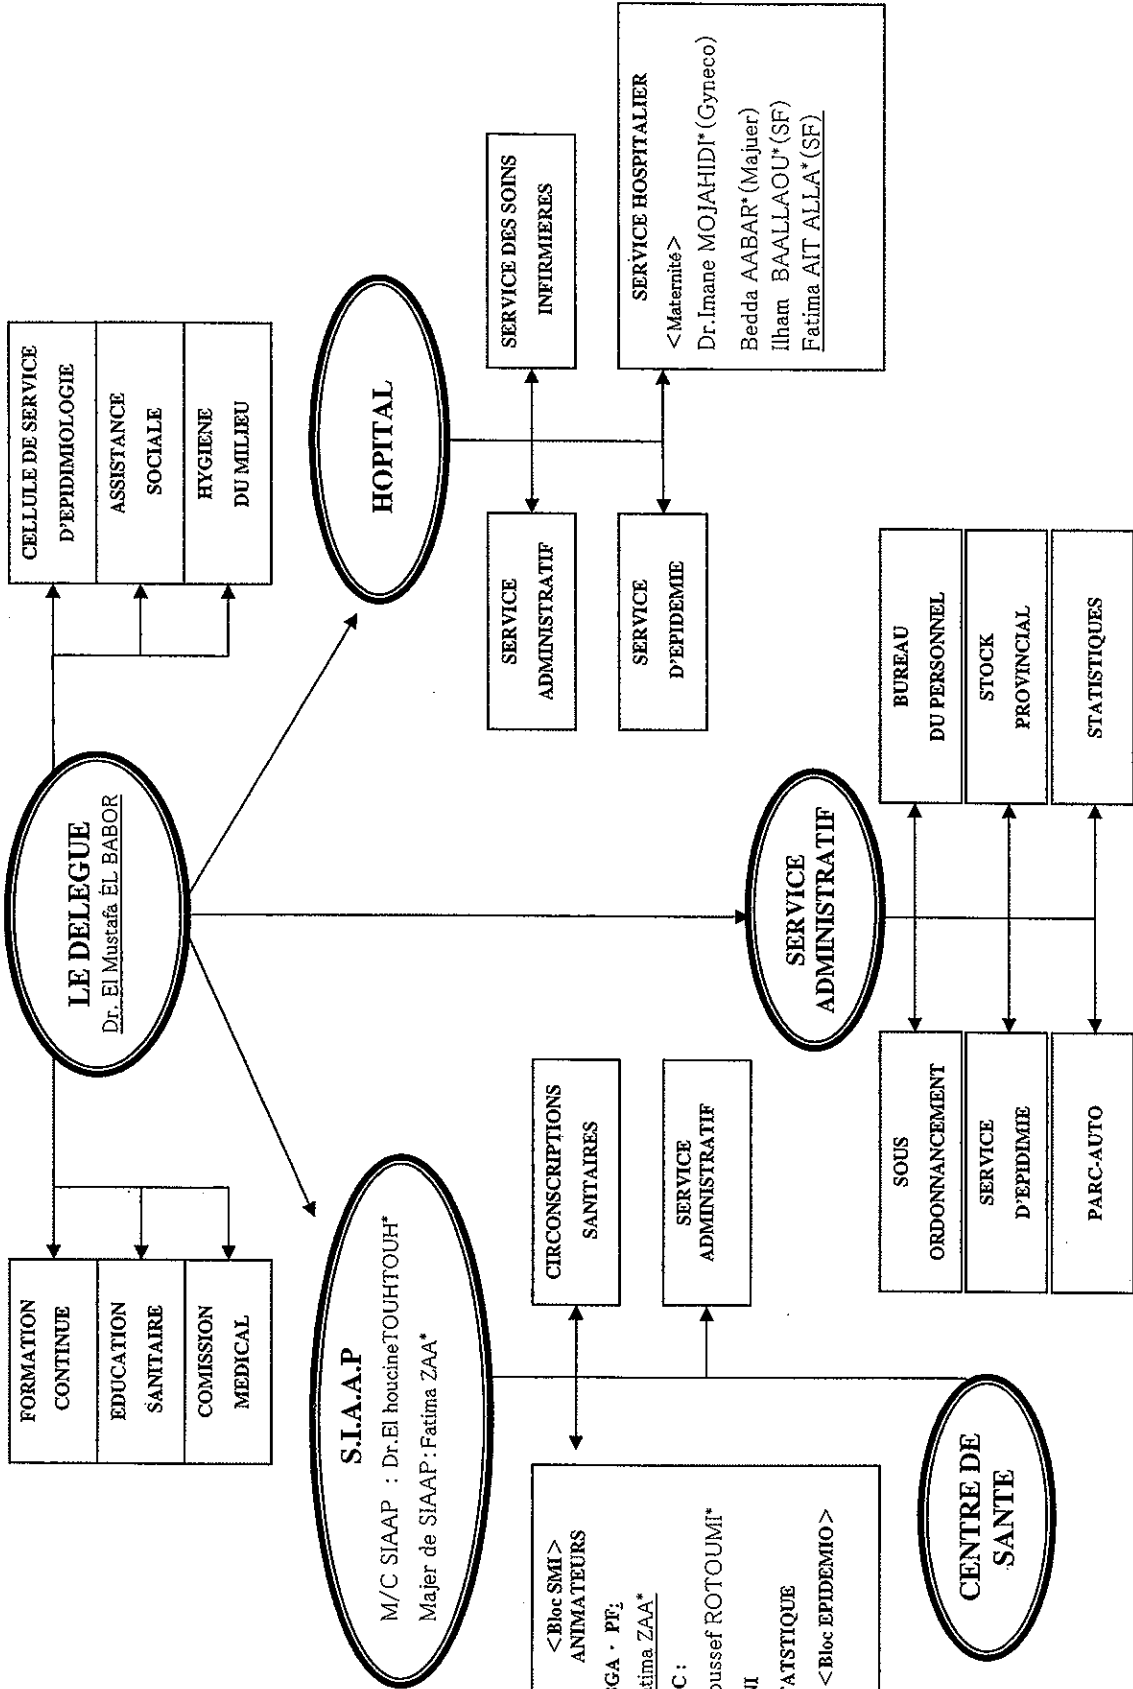 LE DELEGUE
Dr. El Mustafa EL BABOR
FORMATION
CONTINUE
EDUCATION
SANITAIRE
COMISSION
MEDICAL
CELLULE DE SERVICE
D'EPIDIMIOLOGIE
ASSISTANCE
SOCIALE
HYGIENE
DU MILIEU
S.I.A.A.P
M/C SIAAP : Dr.El houcineTOUHTOUH*
Majer de SIAAP:Fatima ZAA*
HOPITAL
<Bloc SMI>
ANIMATEURS
PF:
ZAA*
ROTOUMI*
<Bloc EPIDEMIO>
CIRCONSCRIPTIONS
SANITAIRES
SERVICE
ADMINISTRATIF
CENTRE DE
SANTE
SERVICE
ADMINISTRATIF
SERVICE DES SOINS
INFIRMIERES
SERVICE
D'EPIDEMIE
SERVICE HOSPITALIER
<Maternité>
Dr.Imane MOJAHIDI*(Gyneco)
Bedda AABAR*(Majuer)
Ilham BAALLAOU*(SF)
Fatima AIT ALLA*(SF)
SERVICE
ADMINISTRATIF
SOUS
ORDONNANCEMENT
SERVICE
D'EPIDIMIE
PARC-AUTO
BUREAU
DU PERSONNEL
STOCK
PROVINCIAL
STATISTIQUES